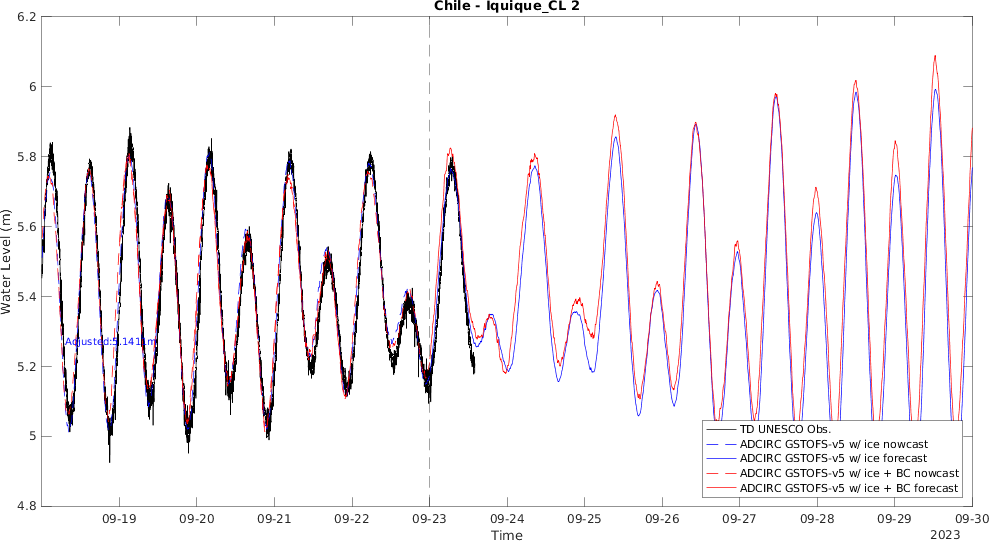 Chile - Iquique_CL 2
6.2
6
5.8
5.6
5.4
5.2
5
4.8
Water Level (m)
Adjusted:5.1411m
TD UNESCO Obs.
ADCIRC GSTOFS-v5 w/ ice nowcast
ADCIRC GSTOFS-v5 w/ ice forecast
ADCIRC GSTOFS-v5 w/ ice + BC nowcast
ADCIRC GSTOFS-v5 w/ ice + BC forecast
09-19 09-20 09-21 09-22 09-23 09-24 09-25 09-26 09-27 09-28 09-29 09-30
Time
2023